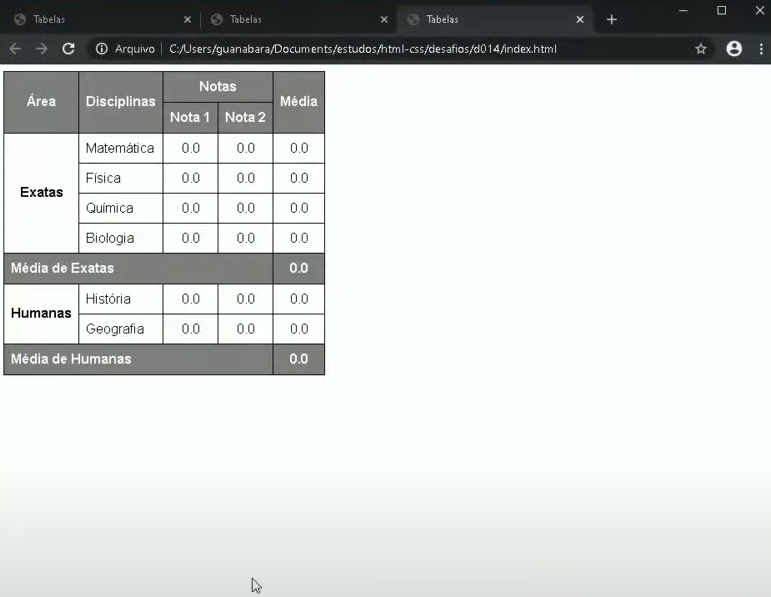 Tabelas Tabelas Tabelas
Arquivo C:/Users/guanabara/Documents/estudos/html-css/desafios/d014/index.html
Área Disciplinas Notas Média
Nota 1 Nota 2
Exatas Matemática 0.0 0.0 0.0
Física 0.0 0.0 0.0
Química 0.0 0.0 0.0
Biologia 0.0 0.0 0.0
Média de Exatas 0.0
Humanas História 0.0 0.0 0.0
Geografia 0.0 0.0 0.0
Média de Humanas 0.0